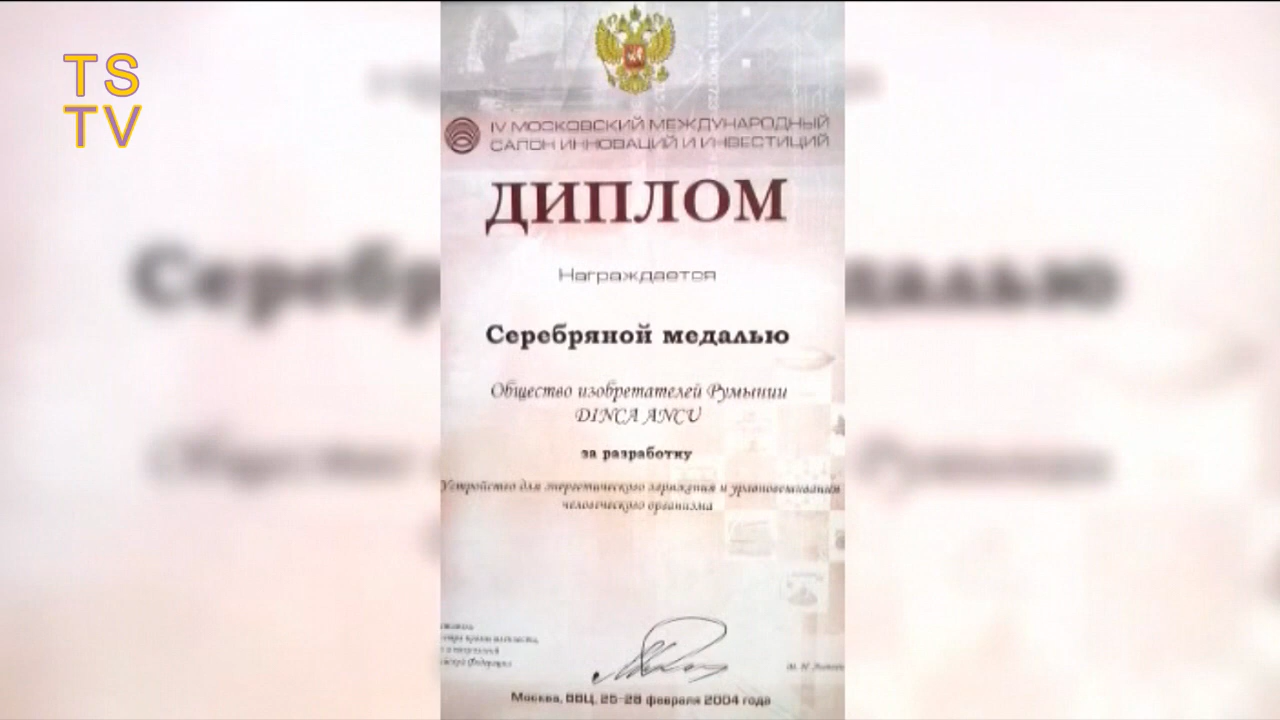 TS
TV
IV МОСКОВСКИЙ МЕЖДУНАРОДНЫЙ
САЛОН ИННОВАЦИЙ И ИНВЕСТИЦИЙ
ДИПЛОМ
Награждается
Серебряной медалью
Общество изобретателей Румынии
DINCA ANCU
за разработку
Устройство для энергетического заряжания и уравновешивания
человеческого организма
Москва, ВВЦ, 25-28 февраля 2004 года